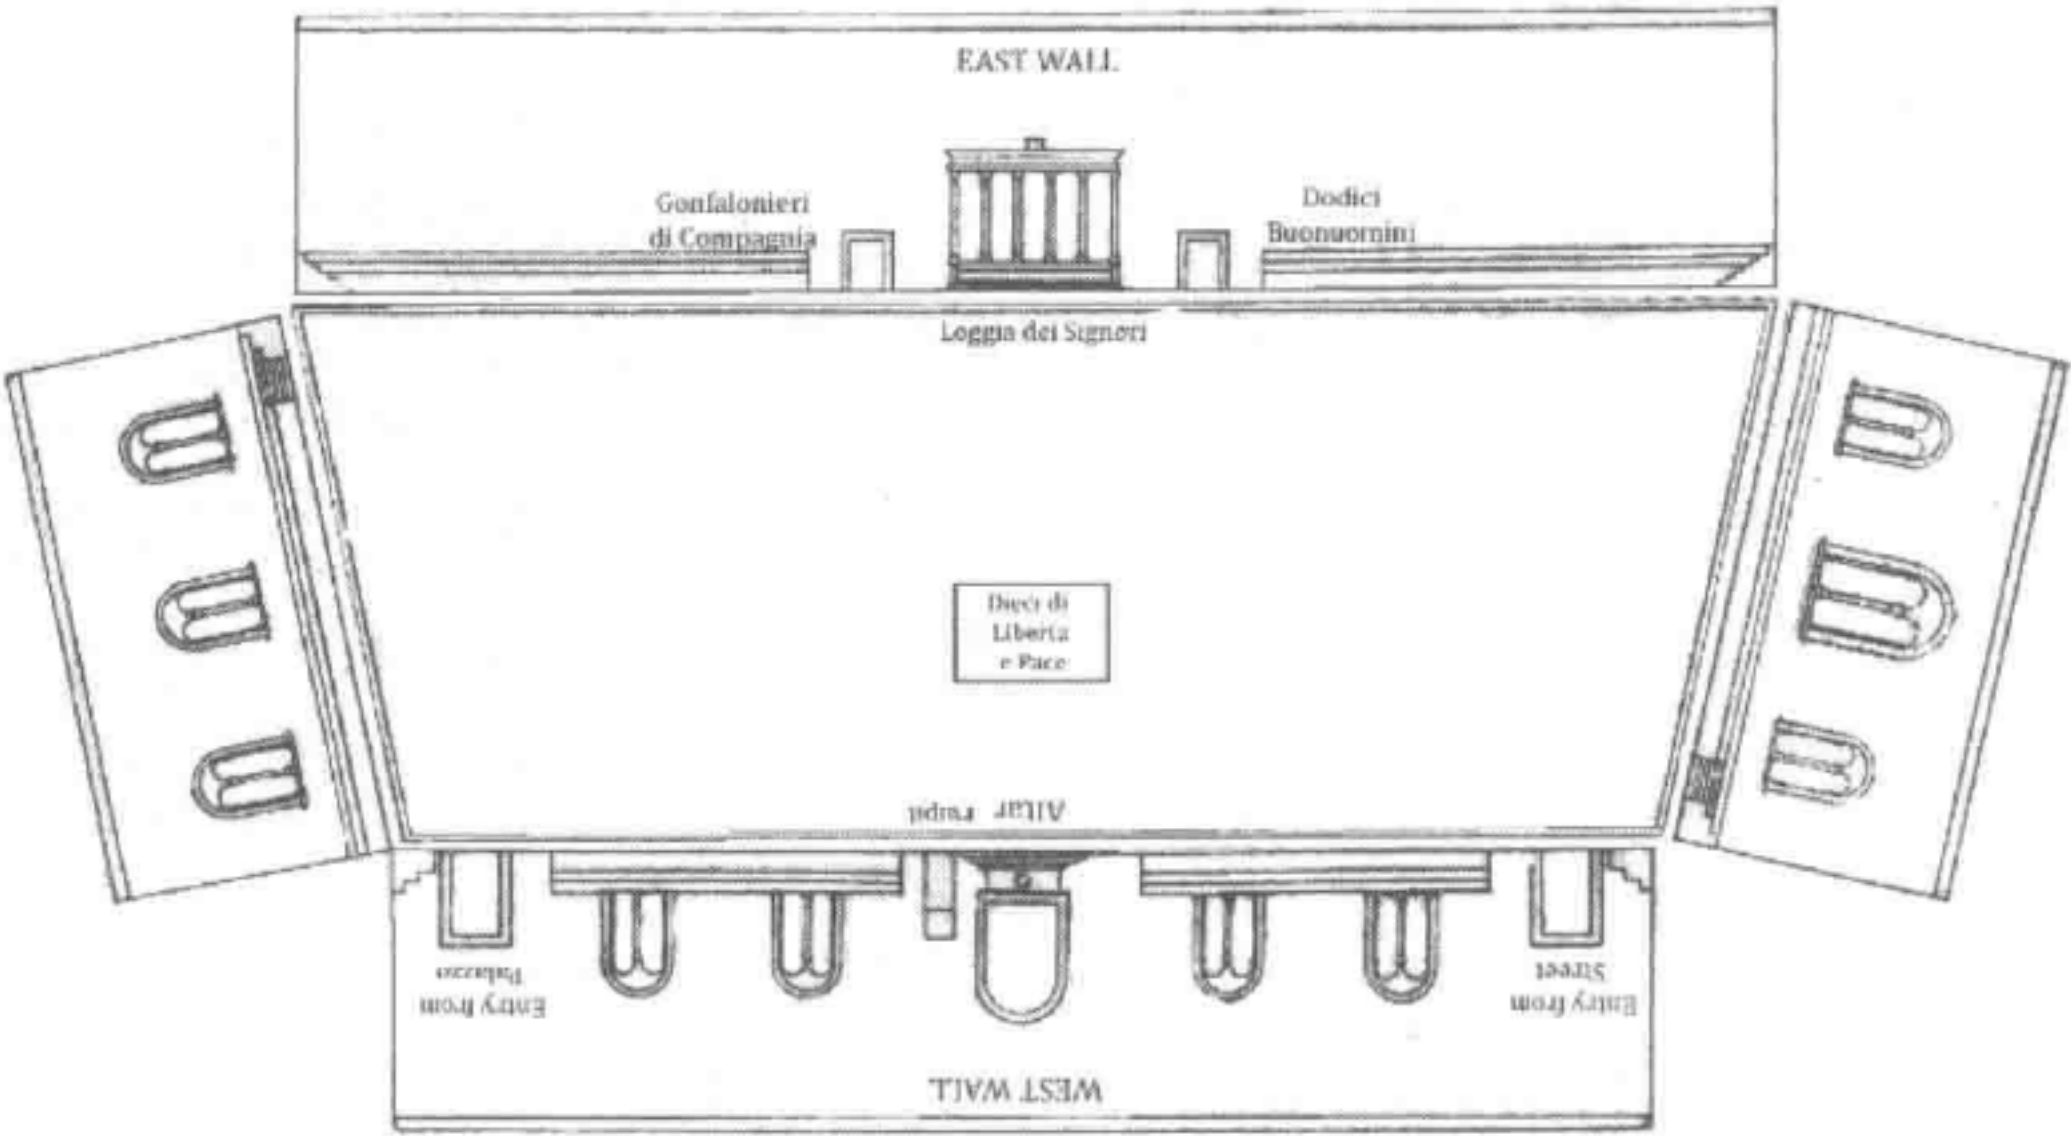 EAST WALL
Gonfalonieri
di Compagnia
Dodici
Buonuomini
Loggia dei Signori
Dieci di
Liberta
e Pace
Altar Pulpit
Entry from
Palazzo
Entry from
Street
WEST WALL